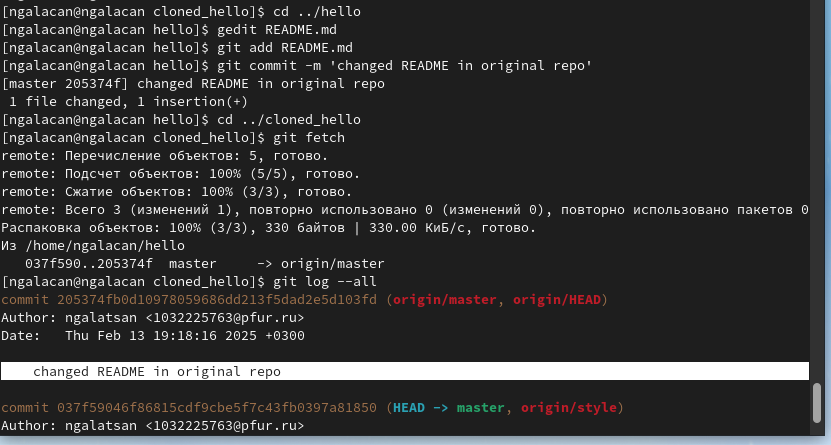 [ngalacan@ngalacan cloned_hello]$ cd ../hello
[ngalacan@ngalacan hello]$ gedit README.md
[ngalacan@ngalacan hello]$ git add README.md
[ngalacan@ngalacan hello]$ git commit -m 'changed README in original repo'
[master 205374f] changed README in original repo
 1 file changed, 1 insertion(+)
[ngalacan@ngalacan hello]$ cd ../cloned_hello
[ngalacan@ngalacan cloned_hello]$ git fetch
remote: Перечисление объектов: 5, готово.
remote: Подсчет объектов: 100% (5/5), готово.
remote: Сжатие объектов: 100% (3/3), готово.
remote: Всего 3 (изменений 1), повторно использовано 0 (изменений 0), повторно использовано пакетов 0
Распаковка объектов: 100% (3/3), 330 байтов | 330.00 КиБ/с, готово.
Из /home/ngalacan/hello
   037f590..205374f  master     -> origin/master
[ngalacan@ngalacan cloned_hello]$ git log --all
commit 205374fb0d10978059686dd213f5dad2e5d103fd (origin/master, origin/HEAD)
Author: ngalatsan <1032225763@pfur.ru>
Date:   Thu Feb 13 19:18:16 2025 +0300

    changed README in original repo

commit 037f59046f86815cdf9cbe5f7c43fb0397a81850 (HEAD -> master, origin/style)
Author: ngalatsan <1032225763@pfur.ru>